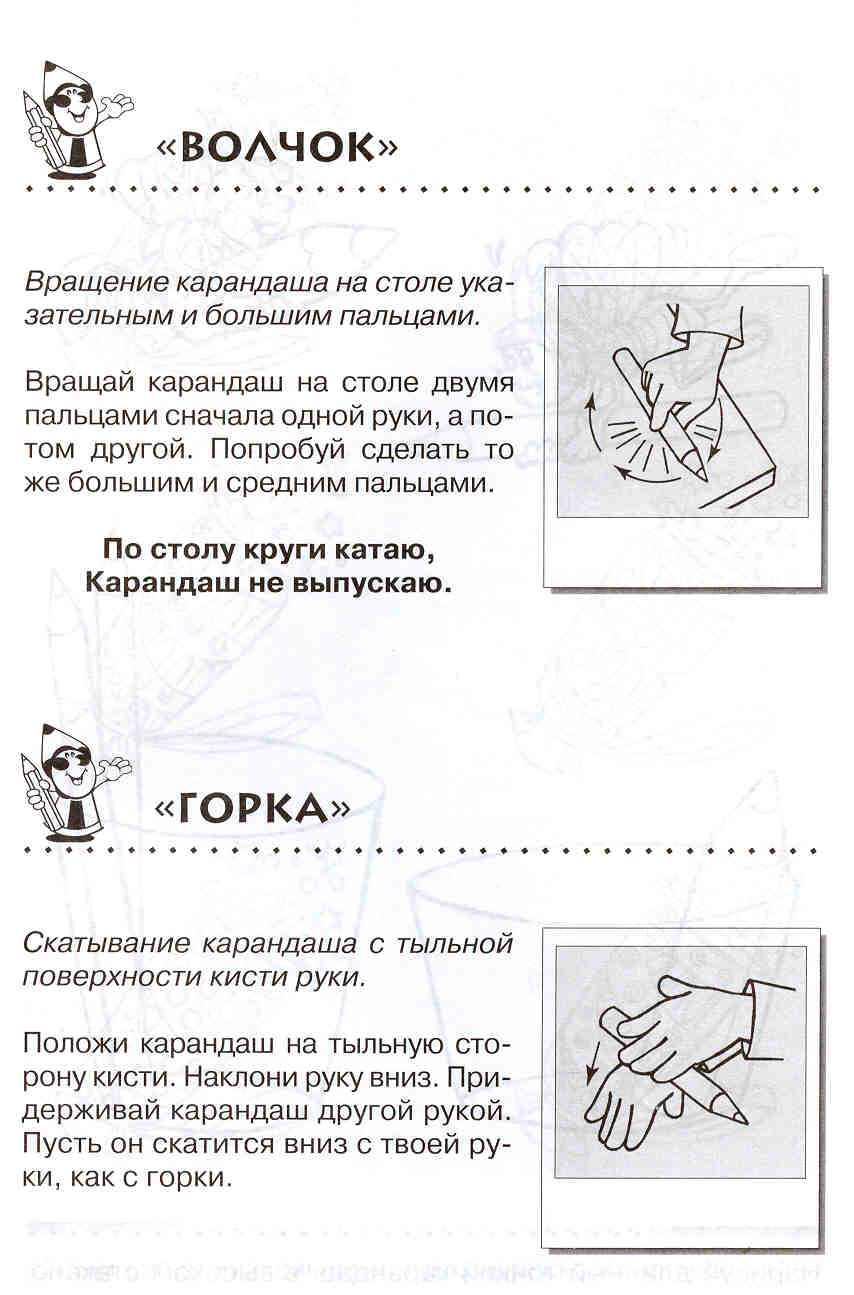 «ВОЛЧОК»
Вращение карандаша на столе ука-
зательным и большим пальцами.
Вращай карандаш на столе двумя
пальцами сначала одной руки, а по-
том другой. Попробуй сделать то
же большим и средним пальцами.
По столу круги катаю,
Карандаш не выпускаю.
«ГОРКА»
Скатывание карандаша с тыльной
поверхности кисти руки.
Положи карандаш на тыльную сто-
рону кисти. Наклони руку вниз. При-
держивай карандаш другой рукой.
Пусть он скатится вниз с твоей ру-
ки, как с горки.